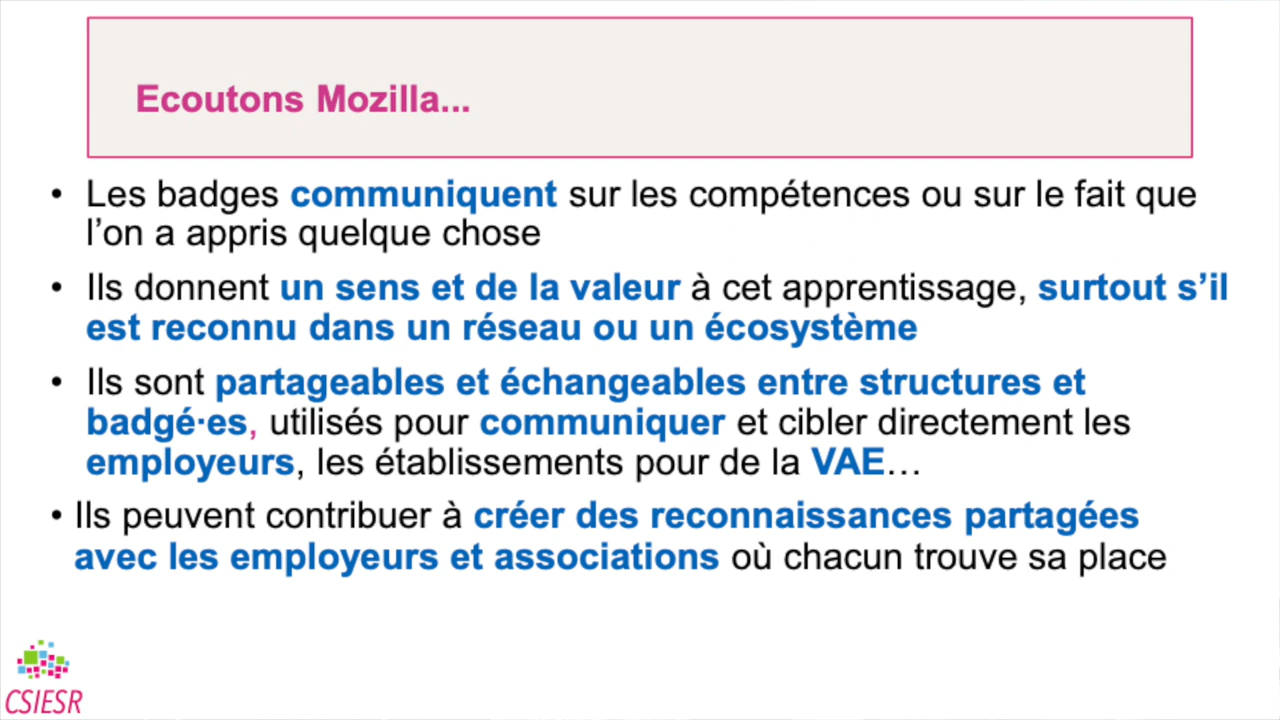 Ecoutons Mozilla...
• Les badges communiquent sur les compétences ou sur le fait que
l’on a appris quelque chose
• Ils donnent un sens et de la valeur à cet apprentissage, surtout s’il
est reconnu dans un réseau ou un écosystème
• Ils sont partageables et échangeables entre structures et
badgé·es, utilisés pour communiquer et cibler directement les
employeurs, les établissements pour de la VAE…
• Ils peuvent contribuer à créer des reconnaissances partagées
avec les employeurs et associations où chacun trouve sa place
CSIESR